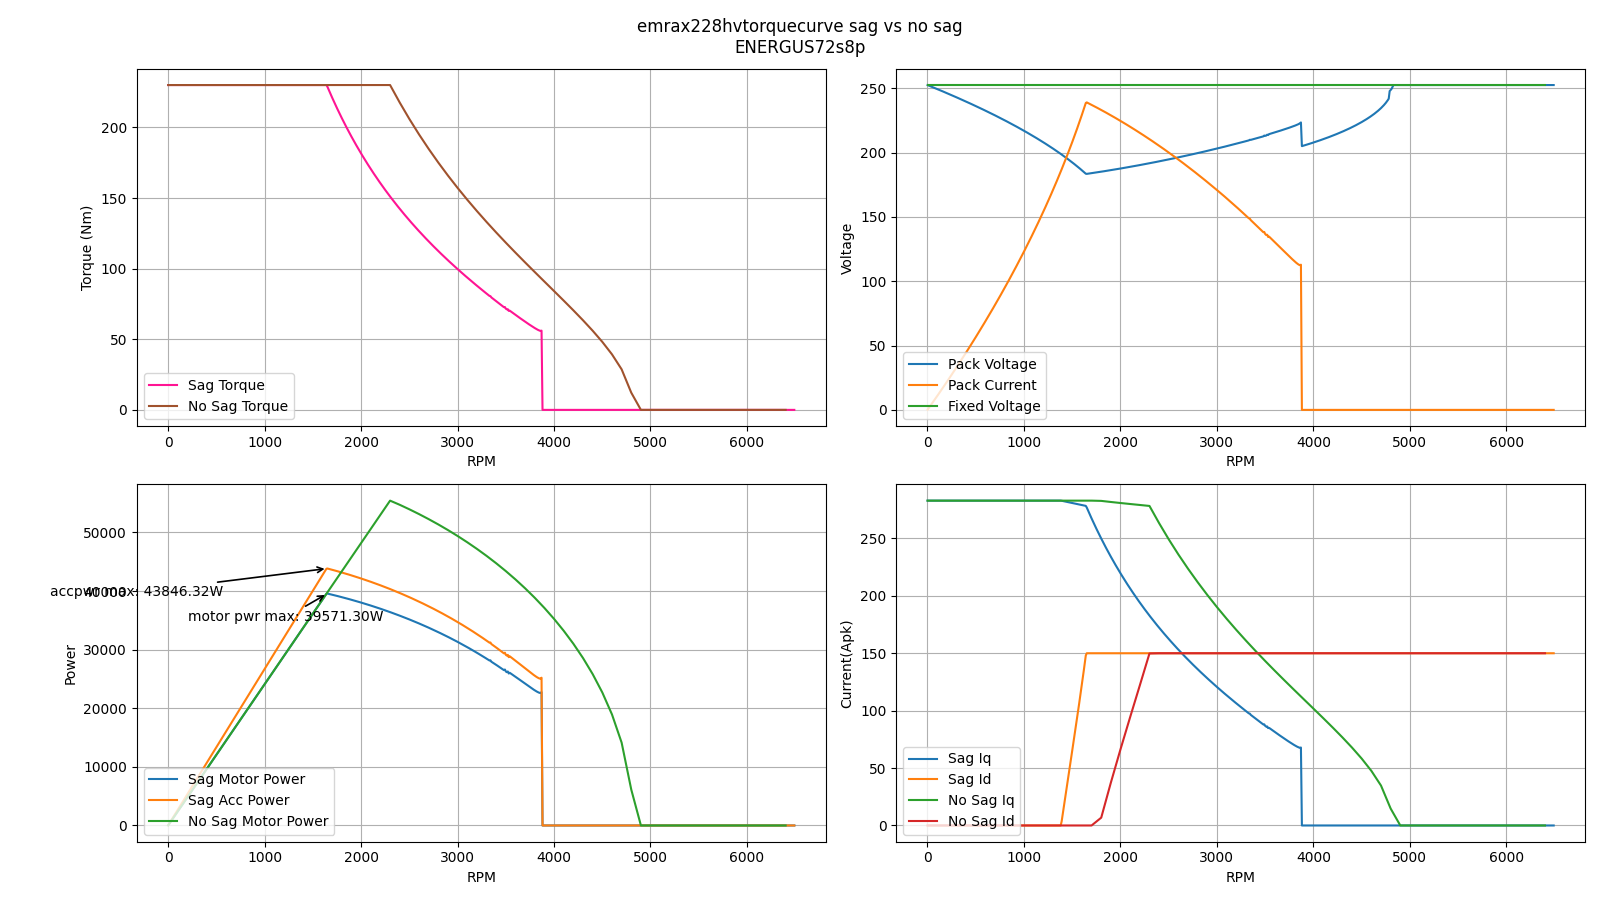 emrax228hvtorquecurve sag vs no sag
ENERGUS72s8p
Torque (Nm)
200
150
100
50
0
Sag Torque
No Sag Torque
0 1000 2000 3000 4000 5000 6000
RPM
Voltage
250
200
150
100
50
0
Pack Voltage
Pack Current
Fixed Voltage
0 1000 2000 3000 4000 5000 6000
RPM
Power
50000
40000
30000
20000
10000
0
accpwr max: 43846.32W
motor pwr max: 39571.30W
Sag Motor Power
Sag Acc Power
No Sag Motor Power
0 1000 2000 3000 4000 5000 6000
RPM
Current(Apk)
250
200
150
100
50
0
Sag Iq
Sag Id
No Sag Iq
No Sag Id
0 1000 2000 3000 4000 5000 6000
RPM